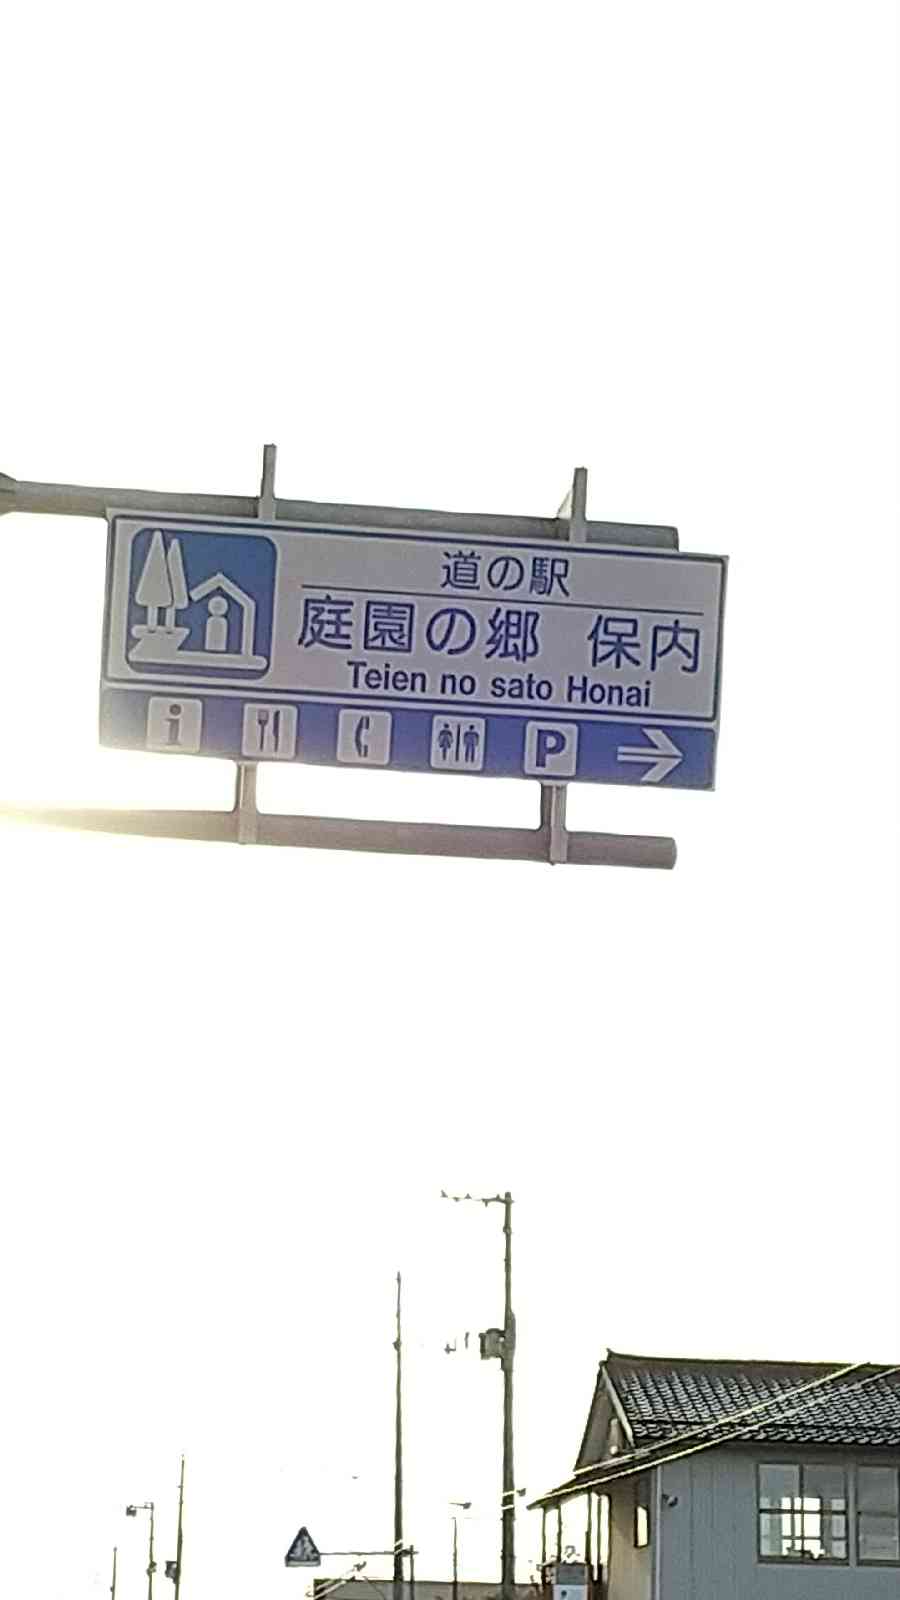 道の駅
庭園の郷 保内
Teien no sato Honai
i P